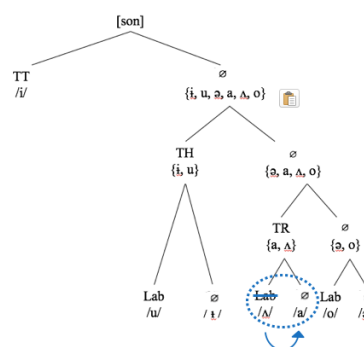 [son]
TT ∅
/i/ {ɨ, u, ə, a, ʌ, o}
TH ∅
{ɨ, u} {ə, a, ʌ, o}
TR ∅
{a, ʌ} {ə, o}
Lab ∅ Lab ∅ Lab
/u/ / ɨ / /ʌ/ /a/ /o/